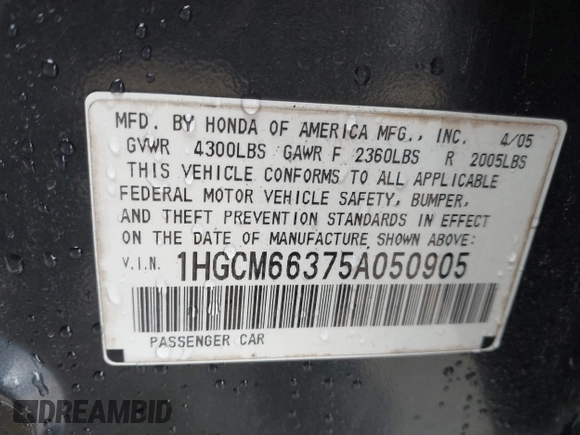 MFD. BY HONDA OF AMERICA MFG., INC. 4/05
GVWR 4300LBS GAWR F 2360LBS R 2005LBS
THIS VEHICLE CONFORMS TO ALL APPLICABLE
FEDERAL MOTOR VEHICLE SAFETY, BUMPER,
AND THEFT PREVENTION STANDARDS IN EFFECT
ON THE DATE OF MANUFACTURE SHOWN ABOVE:
V.I.N. 1HGCM66375A050905
PASSENGER CAR
DREAMBID